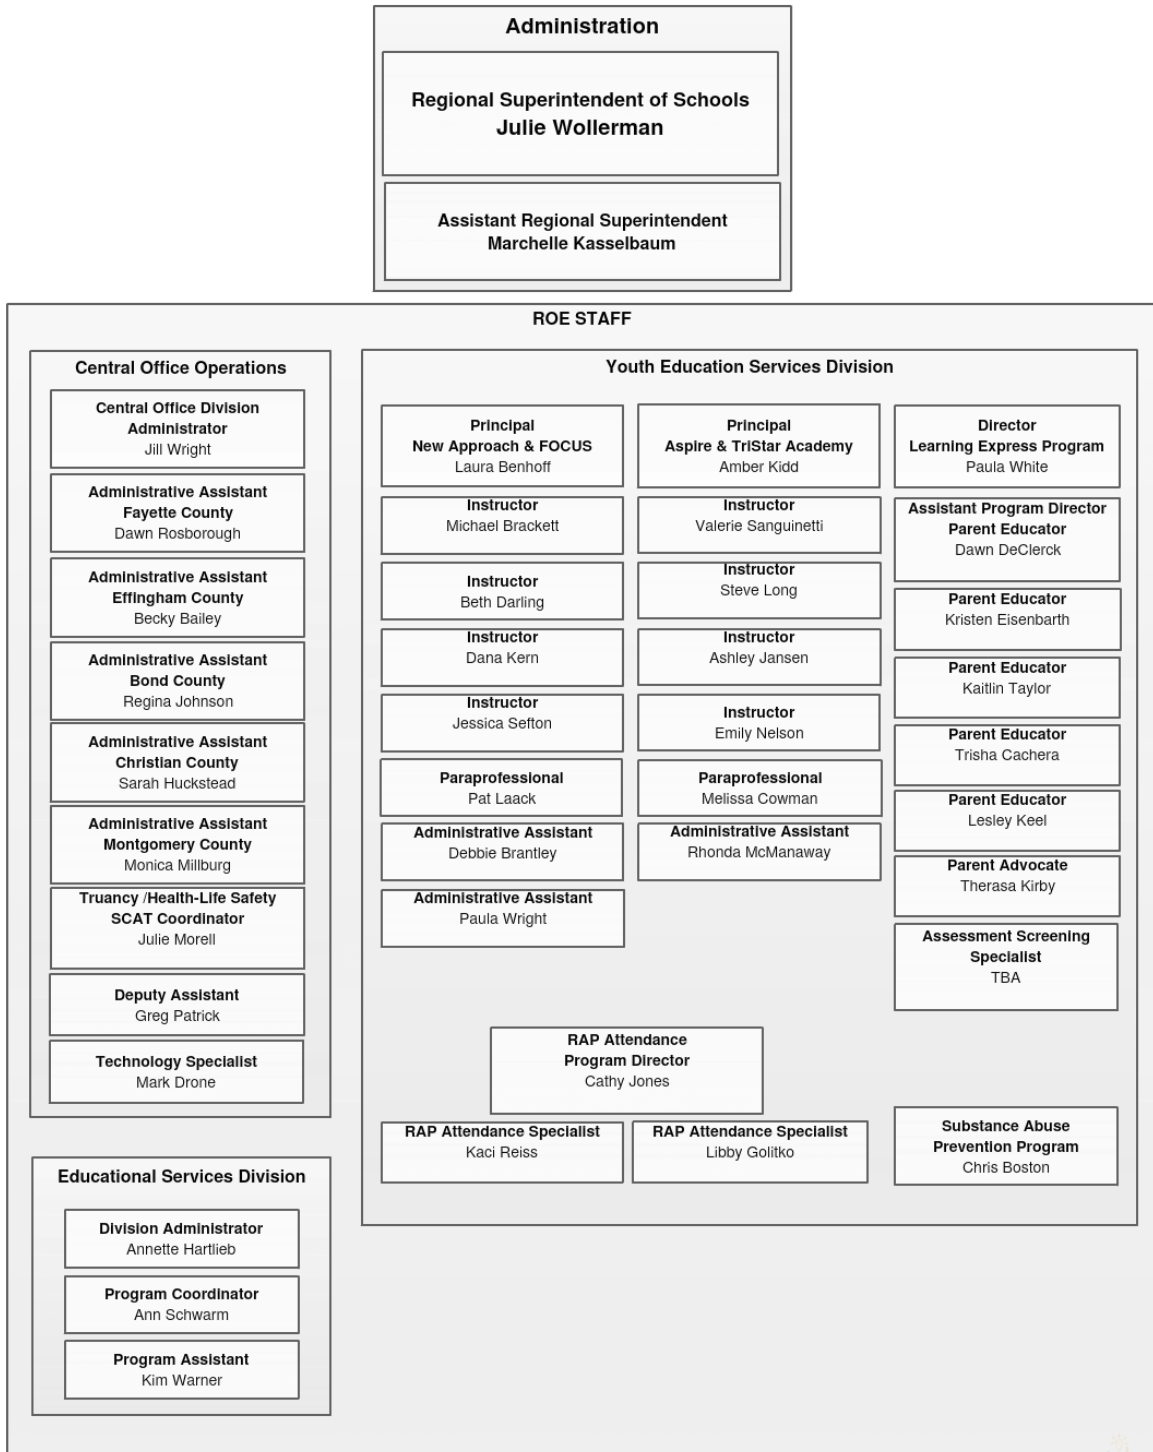 Administration
Regional Superintendent of Schools
Julie Wollerman
Assistant Regional Superintendent
Marchelle Kasselbaum
ROE STAFF
Central Office Operations
Central Office Division
Administrator
Jill Wright
Administrative Assistant
Fayette County
Dawn Rosborough
Administrative Assistant
Effingham County
Becky Bailey
Administrative Assistant
Bond County
Regina Johnson
Administrative Assistant
Christian County
Sarah Huckstead
Administrative Assistant
Montgomery County
Monica Millburg
Truancy /Health-Life Safety
SCAT Coordinator
Julie Morell
Deputy Assistant
Greg Patrick
Technology Specialist
Mark Drone
Educational Services Division
Division Administrator
Annette Hartlieb
Program Coordinator
Ann Schwarm
Program Assistant
Kim Warner
Youth Education Services Division
Principal
New Approach & FOCUS
Laura Benhoff
Instructor
Michael Brackett
Instructor
Beth Darling
Instructor
Dana Kern
Instructor
Jessica Sefton
Paraprofessional
Pat Laack
Administrative Assistant
Debbie Brantley
Administrative Assistant
Paula Wright
Principal
Aspire & TriStar Academy
Amber Kidd
Instructor
Valerie Sanguinetti
Instructor
Steve Long
Instructor
Ashley Jansen
Instructor
Emily Nelson
Paraprofessional
Melissa Cowman
Administrative Assistant
Rhonda McManaway
Director
Learning Express Program
Paula White
Assistant Program Director
Parent Educator
Dawn DeClerck
Parent Educator
Kristen Eisenbarth
Parent Educator
Kaitlin Taylor
Parent Educator
Trisha Cachera
Parent Educator
Lesley Keel
Parent Advocate
Therasa Kirby
Assessment Screening
Specialist
TBA
RAP Attendance
Program Director
Cathy Jones
RAP Attendance Specialist
Kaci Reiss
RAP Attendance Specialist
Libby Golitko
Substance Abuse
Prevention Program
Chris Boston